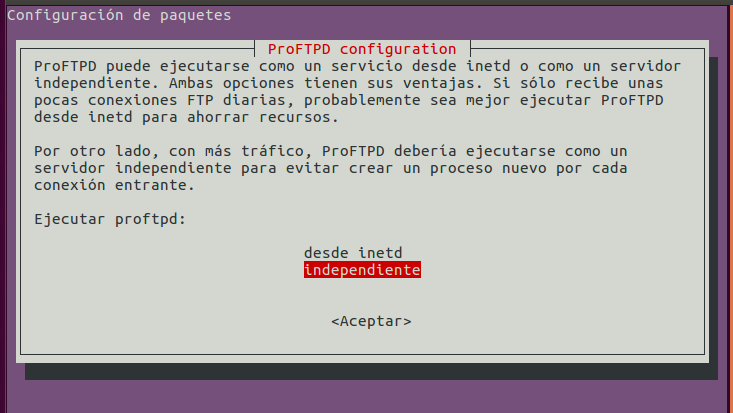 Configuración de paquetes
ProFTPD configuration
ProFTPD puede ejecutarse como un servicio desde inetd o como un servidor
independiente. Ambas opciones tienen sus ventajas. Si sólo recibe unas
pocas conexiones FTP diarias, probablemente sea mejor ejecutar ProFTPD
desde inetd para ahorrar recursos.
Por otro lado, con más tráfico, ProFTPD debería ejecutarse como un
servidor independiente para evitar crear un proceso nuevo por cada
conexión entrante.
Ejecutar proftpd:
desde inetd
independiente
<Aceptar>